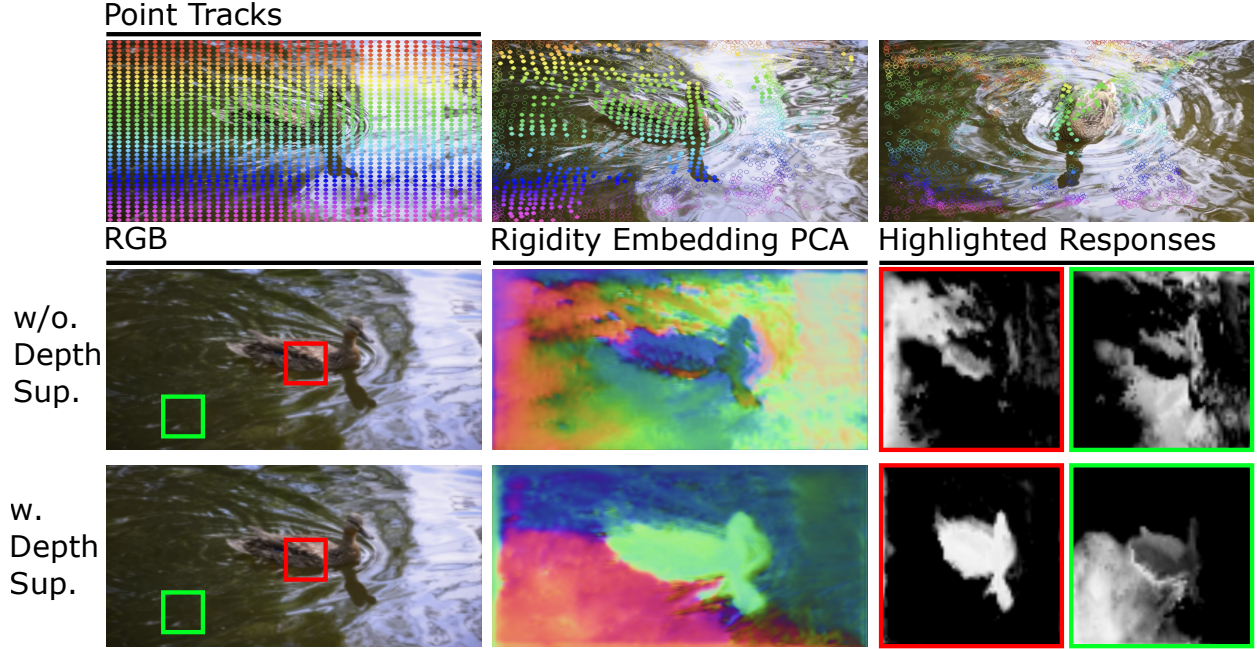 Point Tracks
RGB
Rigidity Embedding PCA
Highlighted Responses
w/o.
Depth
Sup.
w.
Depth
Sup.